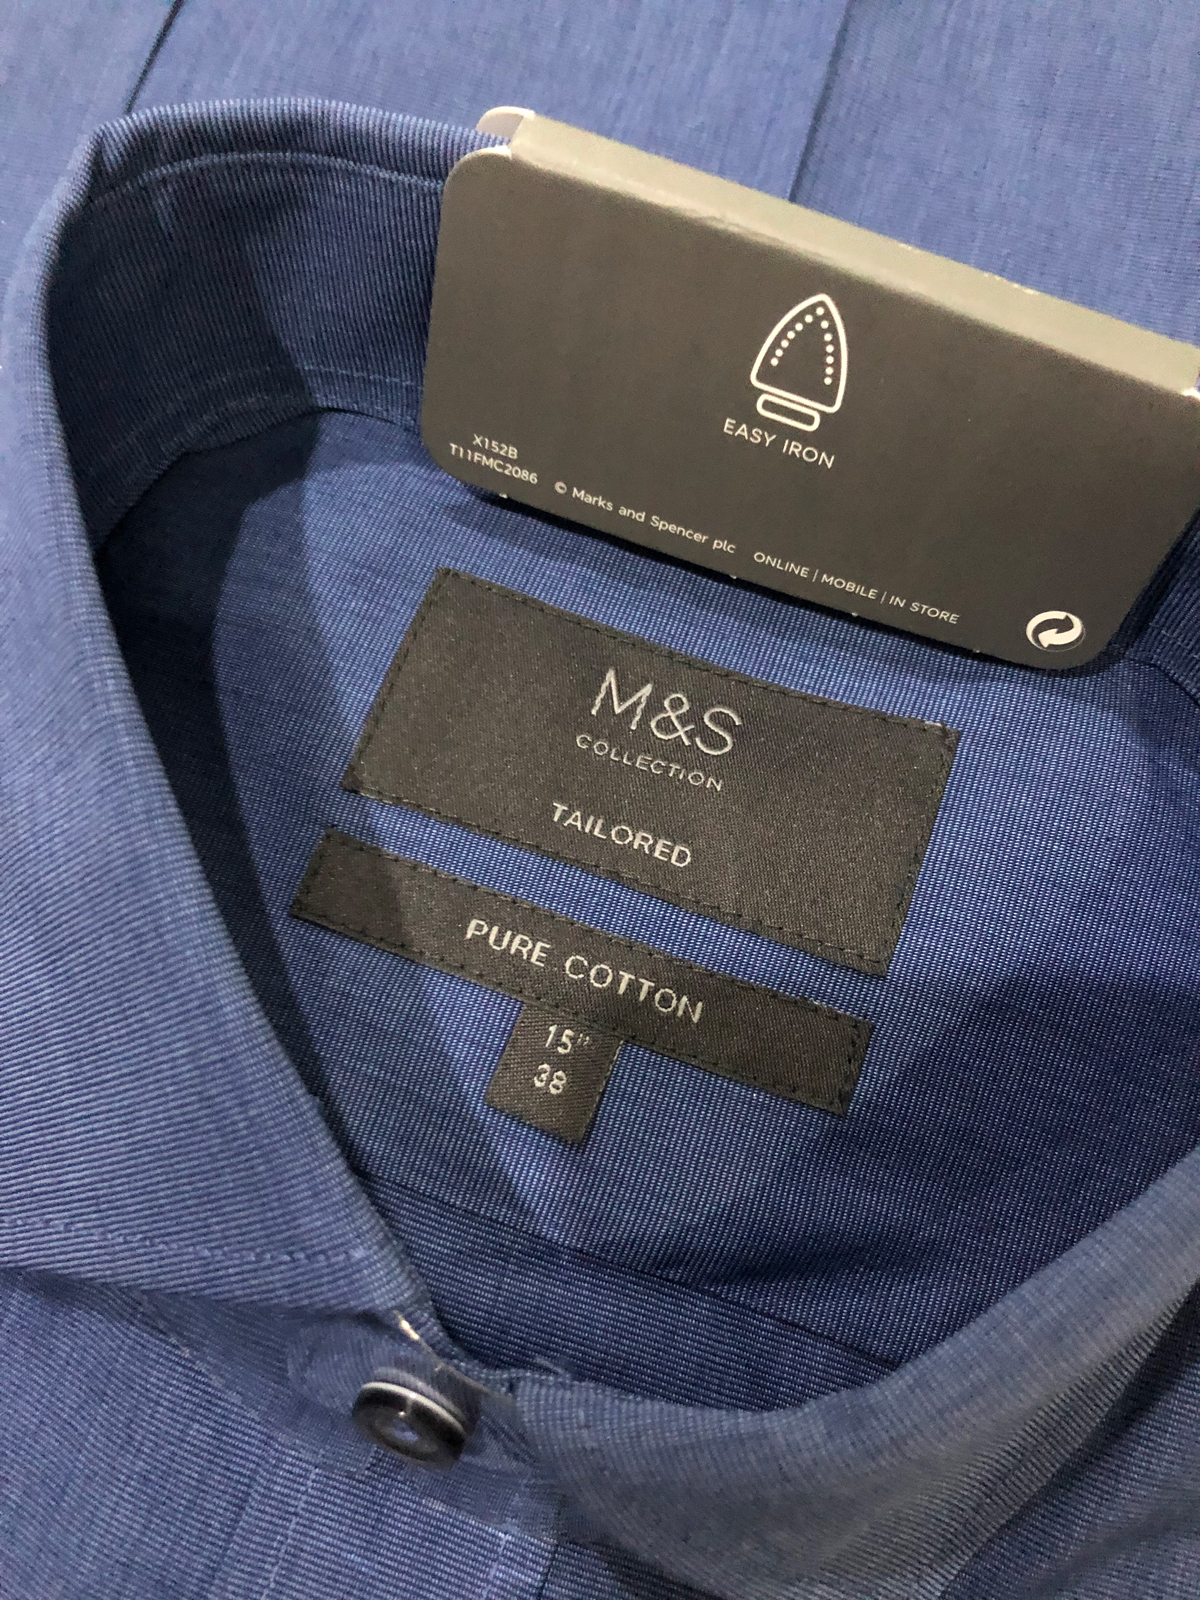 EASY IRON
X152B
T11FMC2086
© Marks and Spencer plc ONLINE | MOBILE | IN STORE
M&S
COLLECTION
TAILORED
PURE COTTON
15"
38